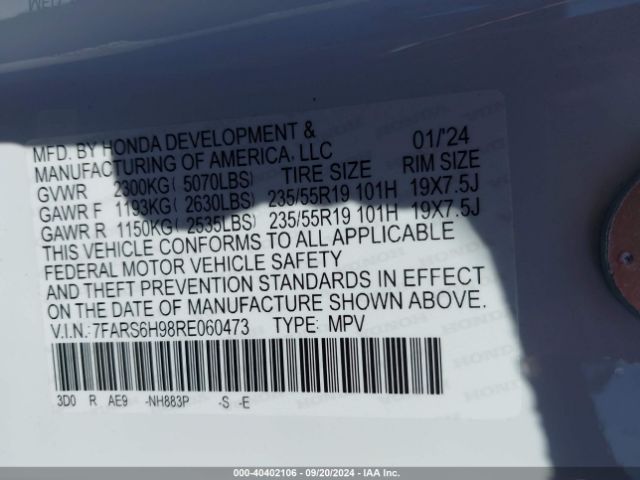 MFD. BY HONDA DEVELOPMENT & 01/'24
MANUFACTURING OF AMERICA, LLC
TIRE SIZE RIM SIZE
GVWR 2300KG( 5070LBS)
GAWR F 1193KG( 2630LBS) 235/55R19 101H 19X7.5J
GAWR R 1150KG( 2535LBS) 235/55R19 101H 19X7.5J
THIS VEHICLE CONFORMS TO ALL APPLICABLE
FEDERAL MOTOR VEHICLE SAFETY
AND THEFT PREVENTION STANDARDS IN EFFECT
ON THE DATE OF MANUFACTURE SHOWN ABOVE.
V.I.N.:7FARS6H98RE060473 TYPE: MPV
3D0 R AE9 -NH883P -S -E
HONDA
000-40402106 - 09/20/2024 - IAAI.COM